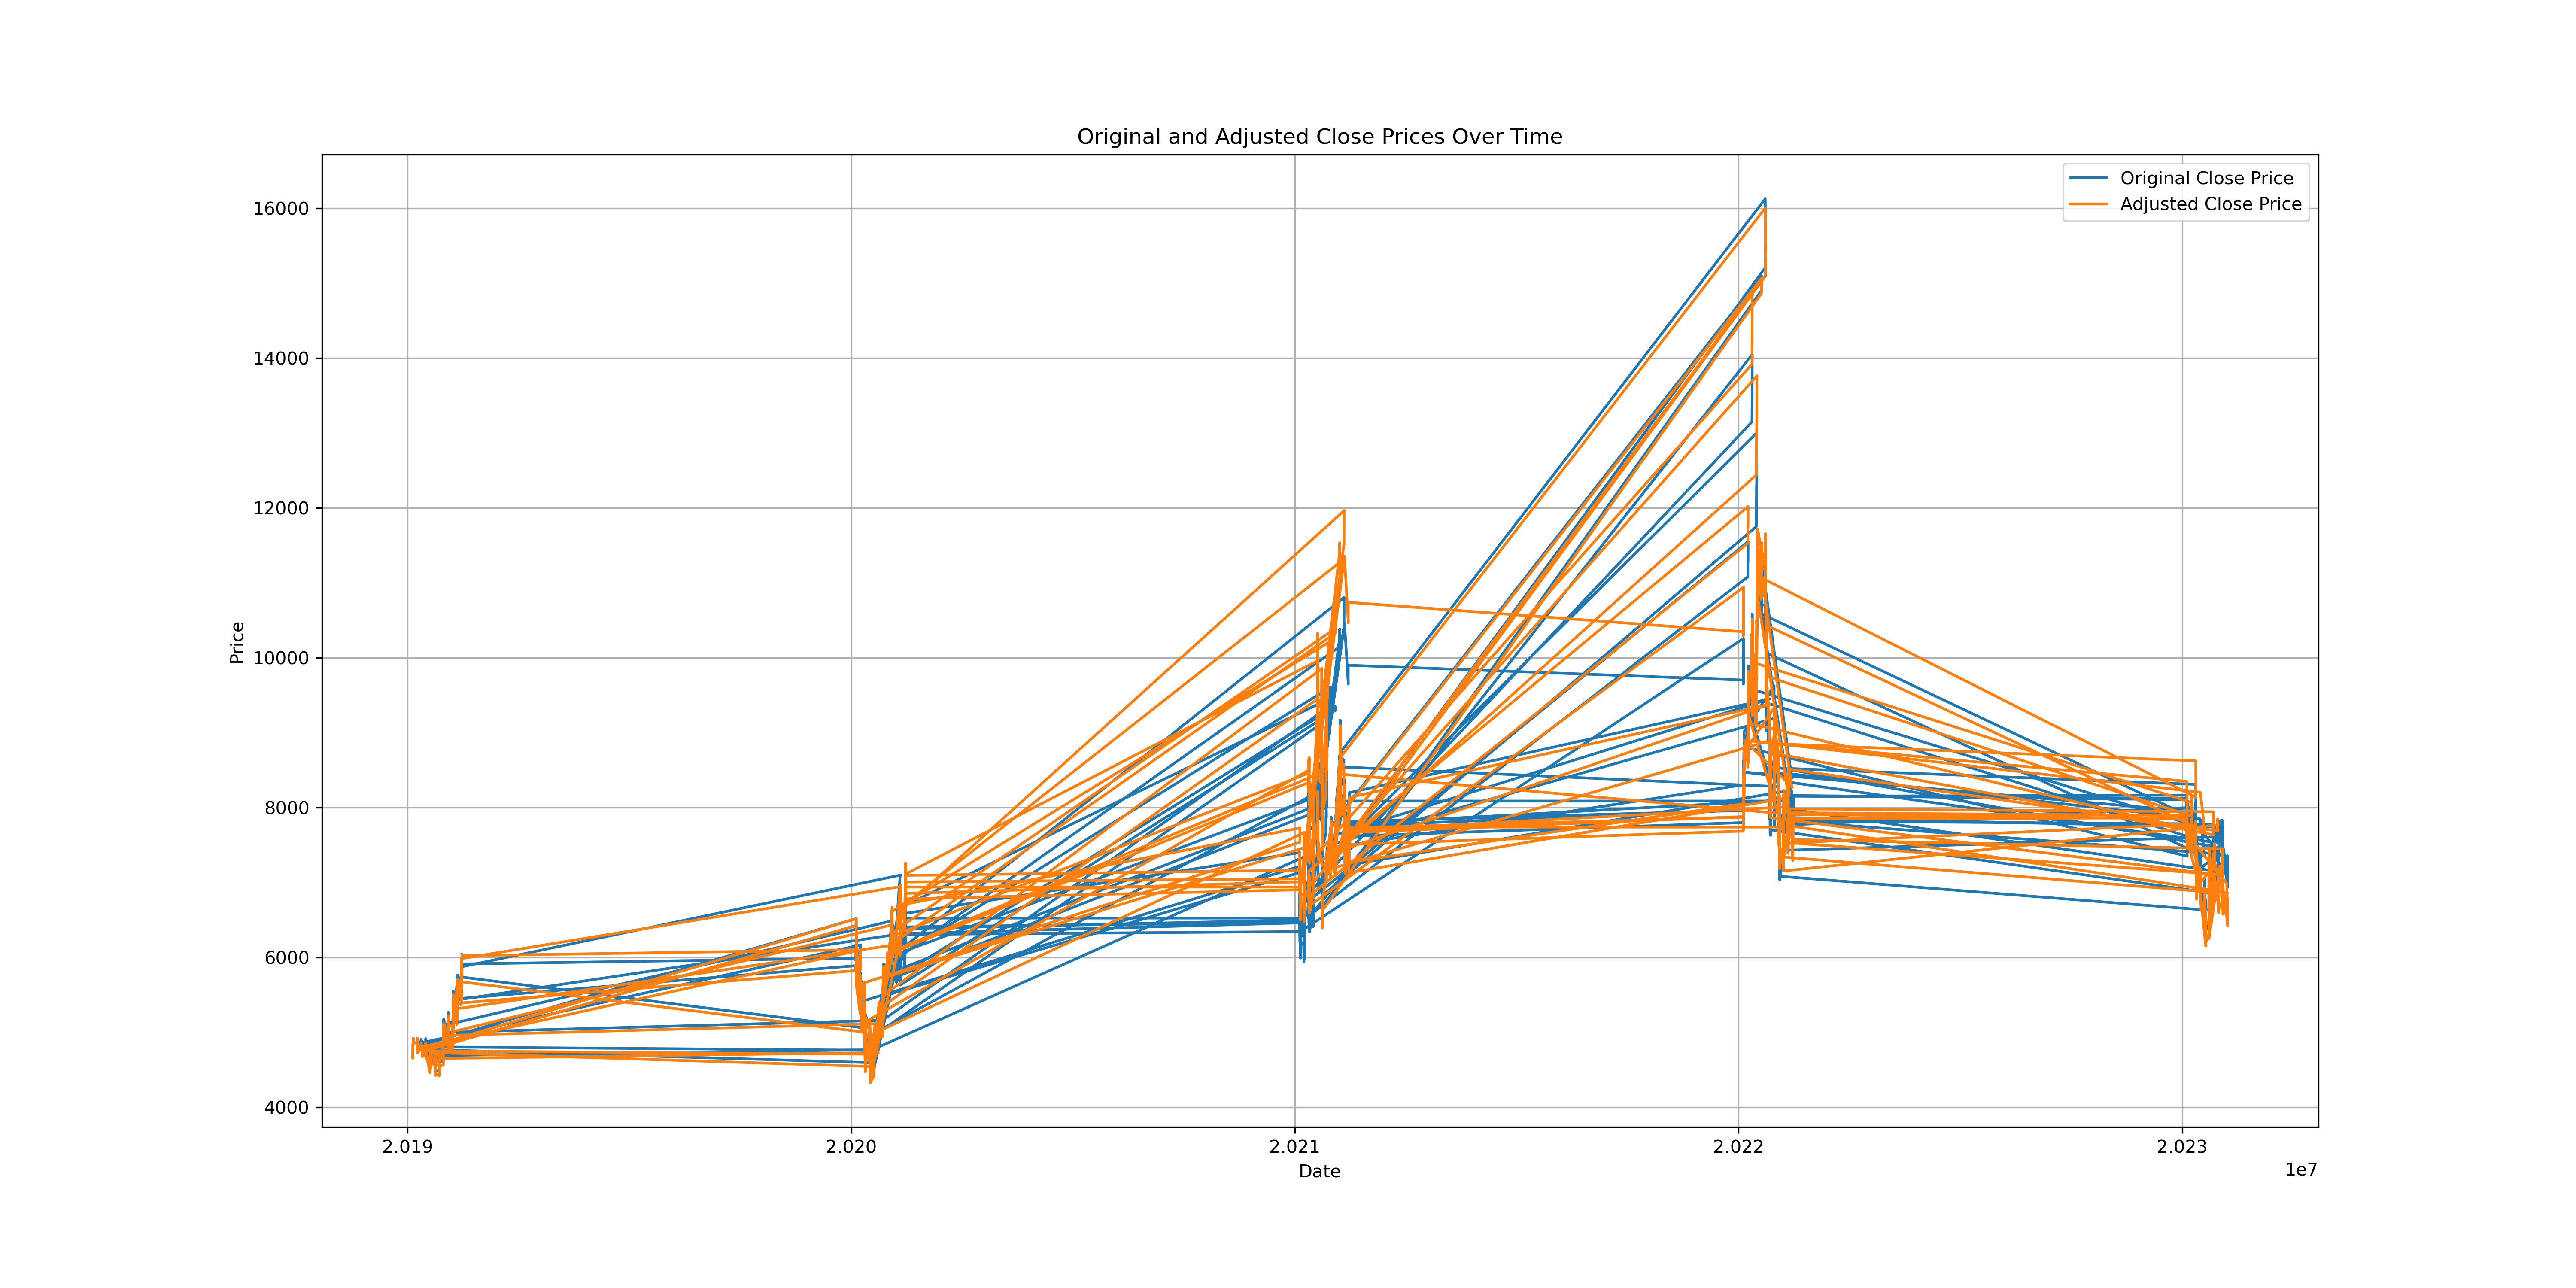 Original and Adjusted Close Prices Over Time
Original Close Price
Adjusted Close Price
16000
14000
12000
10000
8000
6000
4000
Price
2.019
2.020
2.021
2.022
2.023
Date
1e7